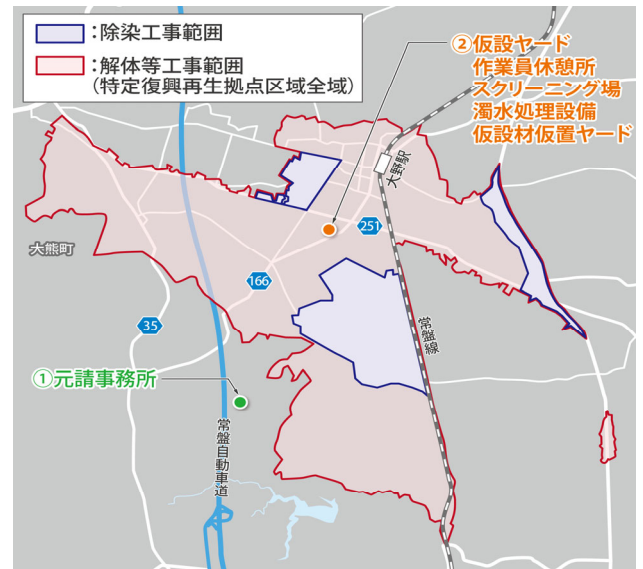 :除染工事範囲
:解体等工事範囲
(特定復興再生拠点区域全域)
②仮設ヤード
作業員休憩所
スクリーニング場
濁水処理設備
仮設材仮置ヤード
大野駅
251
大熊町
166
35
常磐線
①元請事務所
常磐自動車道